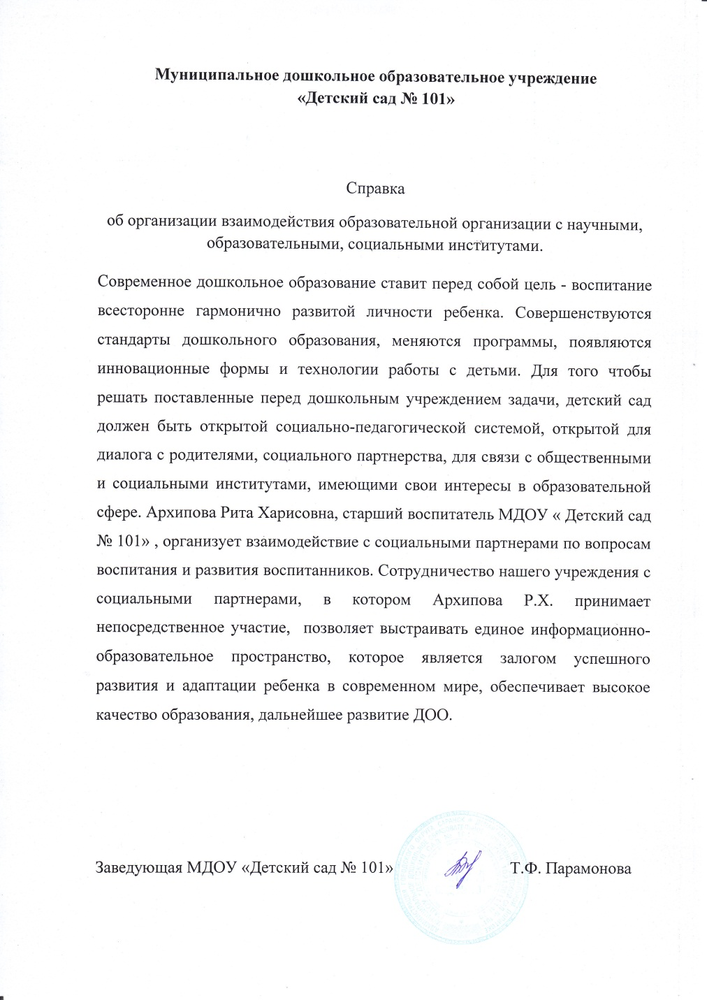 Муниципальное дошкольное образовательное учреждение
«Детский сад № 101»
Справка
об организации взаимодействия образовательной организации с научными,
образовательными, социальными институтами.
Современное дошкольное образование ставит перед собой цель - воспитание
всесторонне гармонично развитой личности ребенка. Совершенствуются
стандарты дошкольного образования, меняются программы, появляются
инновационные формы и технологии работы с детьми. Для того чтобы
решать поставленные перед дошкольным учреждением задачи, детский сад
должен быть открытой социально-педагогической системой, открытой для
диалога с родителями, социального партнерства, для связи с общественными
и социальными институтами, имеющими свои интересы в образовательной
сфере. Архипова Рита Харисовна, старший воспитатель МДОУ « Детский сад
№ 101» , организует взаимодействие с социальными партнерами по вопросам
воспитания и развития воспитанников. Сотрудничество нашего учреждения с
социальными партнерами, в котором Архипова Р.Х. принимает
непосредственное участие, позволяет выстраивать единое информационно-
образовательное пространство, которое является залогом успешного
развития и адаптации ребенка в современном мире, обеспечивает высокое
качество образования, дальнейшее развитие ДОО.
Заведующая МДОУ «Детский сад № 101» Т.Ф. Парамонова